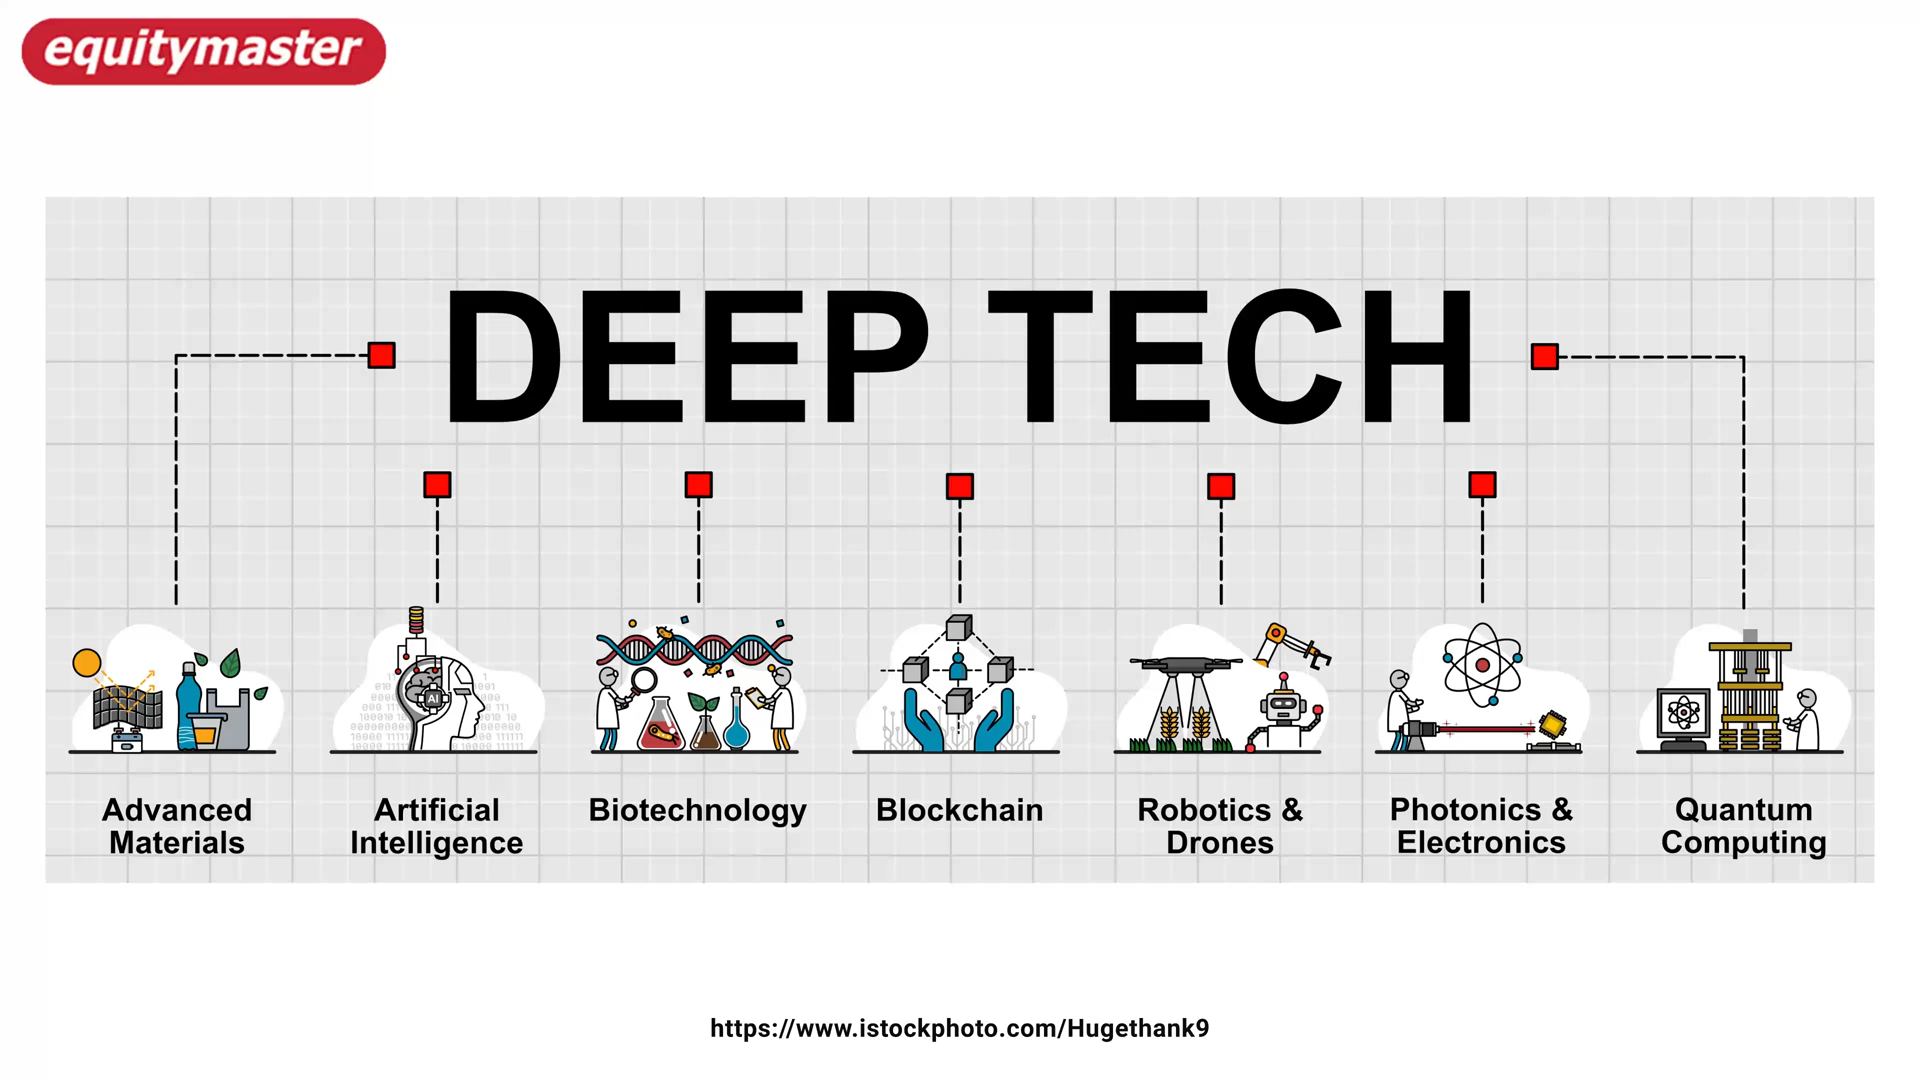 equitymaster
DEEP TECH
Advanced
Materials
AI
Artificial
Intelligence
Biotechnology
Blockchain
Robotics &
Drones
Photonics &
Electronics
Quantum
Computing
https://www.istockphoto.com/Hugethank9